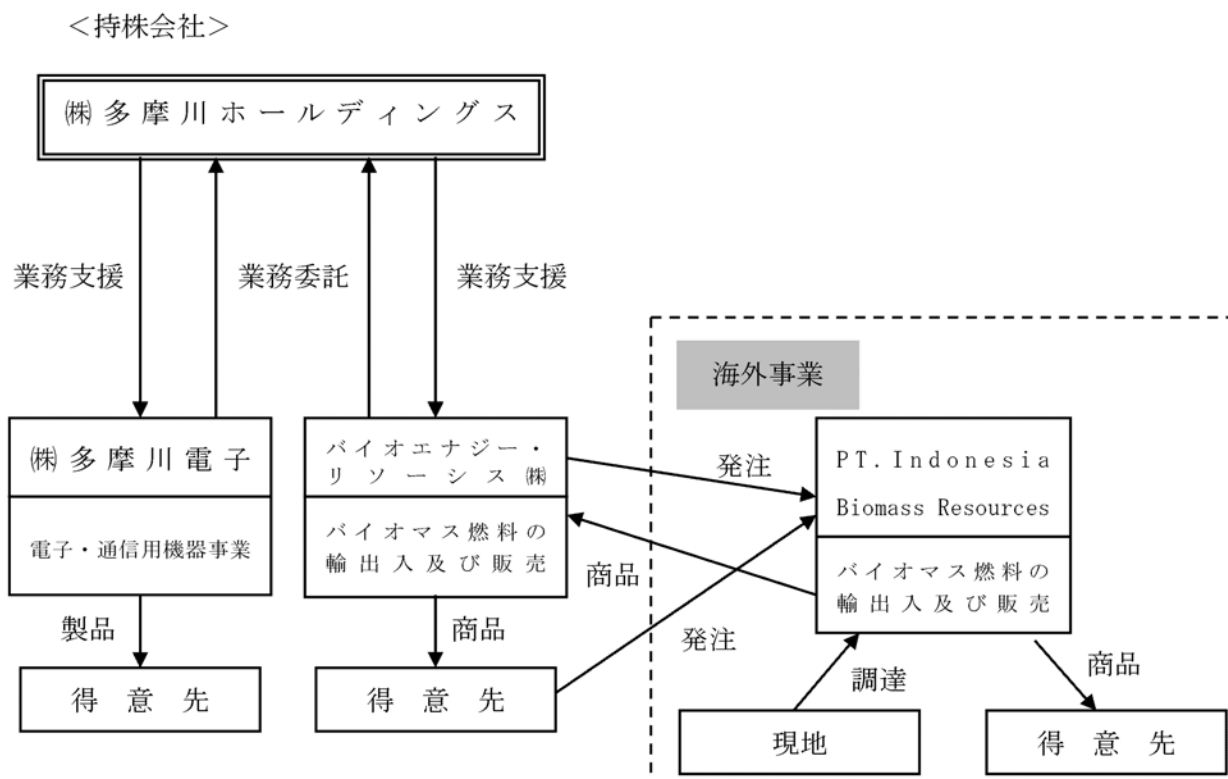 ＜持株会社＞
㈱多摩川ホールディングス
業務支援
業務委託
業務支援
海外事業
㈱多摩川電子
電子・通信用機器事業
バイオエナジー・
リソーシス㈱
バイオマス燃料の
輸出入及び販売
発注
PT.Indonesia
Biomass Resources
バイオマス燃料の
輸出入及び販売
商品
製品
商品
発注
調達
商品
得意先
得意先
現地
得意先